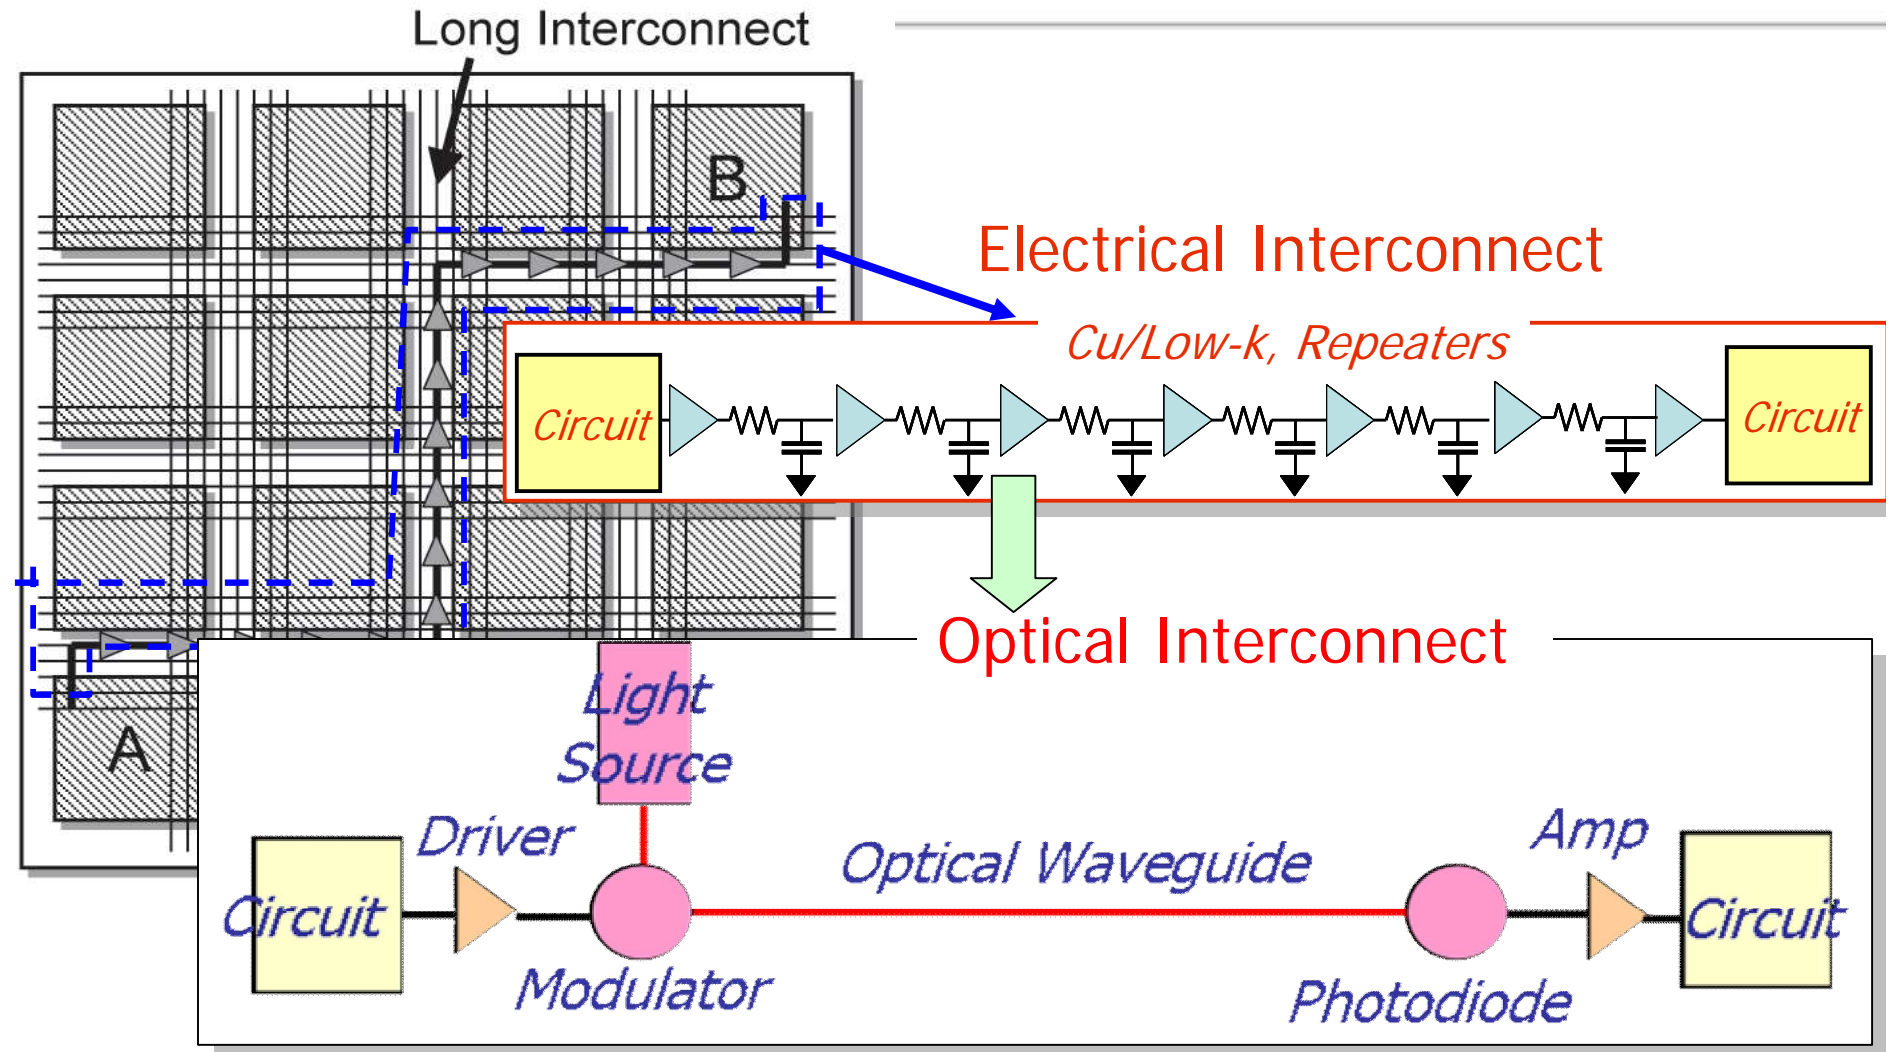 Long Interconnect
B
Electrical Interconnect
Cu/Low-k, Repeaters
Circuit
Circuit
Optical Interconnect
Light
Source
A
Driver
Amp
Optical Waveguide
Circuit
Circuit
Modulator
Photodiode